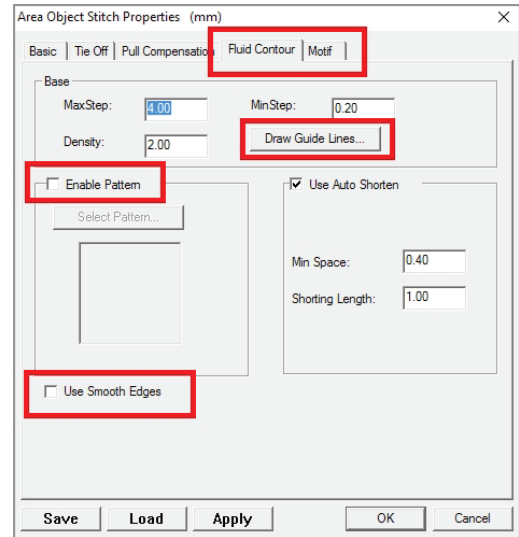 Area Object Stitch Properties (mm)
Basic Tie Off Pull Compensation Fluid Contour Motif
Base
MaxStep: 4.00 MinStep: 0.20
Density: 2.00 Draw Guide Lines...
Enable Pattern Use Auto Shorten
Select Pattern...
Min Space: 0.40
Shorting Length: 1.00
Use Smooth Edges
Save Load Apply OK Cancel